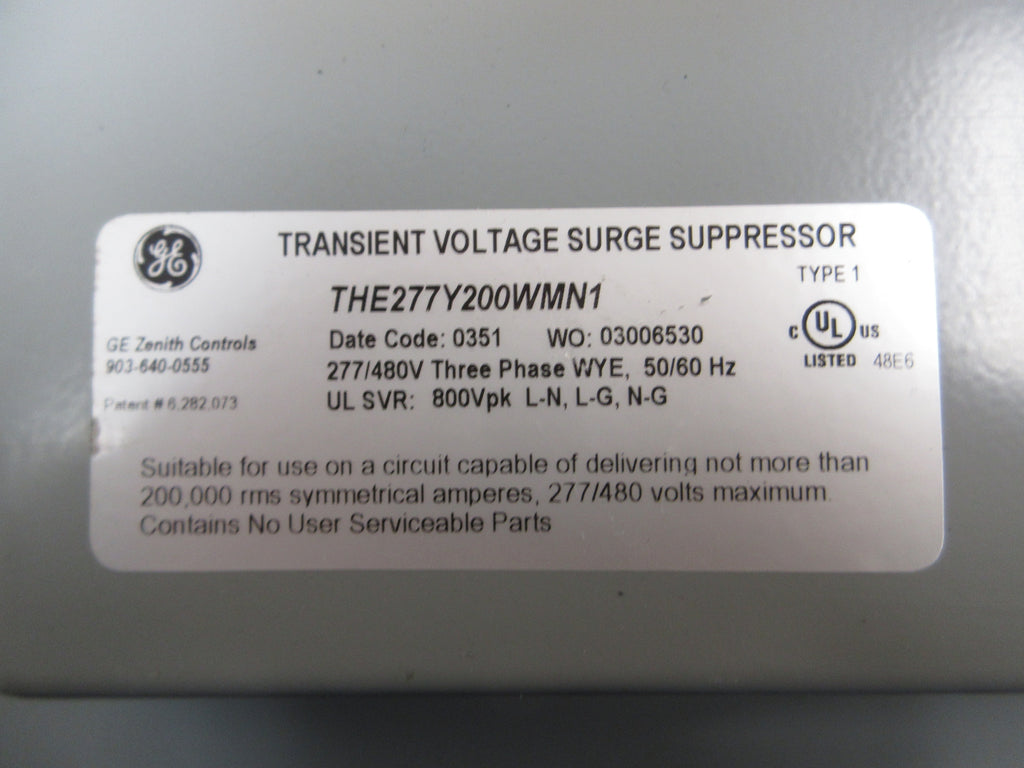 GE
TRANSIENT VOLTAGE SURGE SUPPRESSOR
TYPE 1
THE277Y200WMN1
Date Code: 0351 WO: 03006530
277/480V Three Phase WYE, 50/60 Hz
UL SVR: 800Vpk L-N, L-G, N-G
C UL US
LISTED 48E6
GE Zenith Controls
903-640-0555
Patent # 6,282,073
Suitable for use on a circuit capable of delivering not more than
200,000 rms symmetrical amperes, 277/480 volts maximum.
Contains No User Serviceable Parts